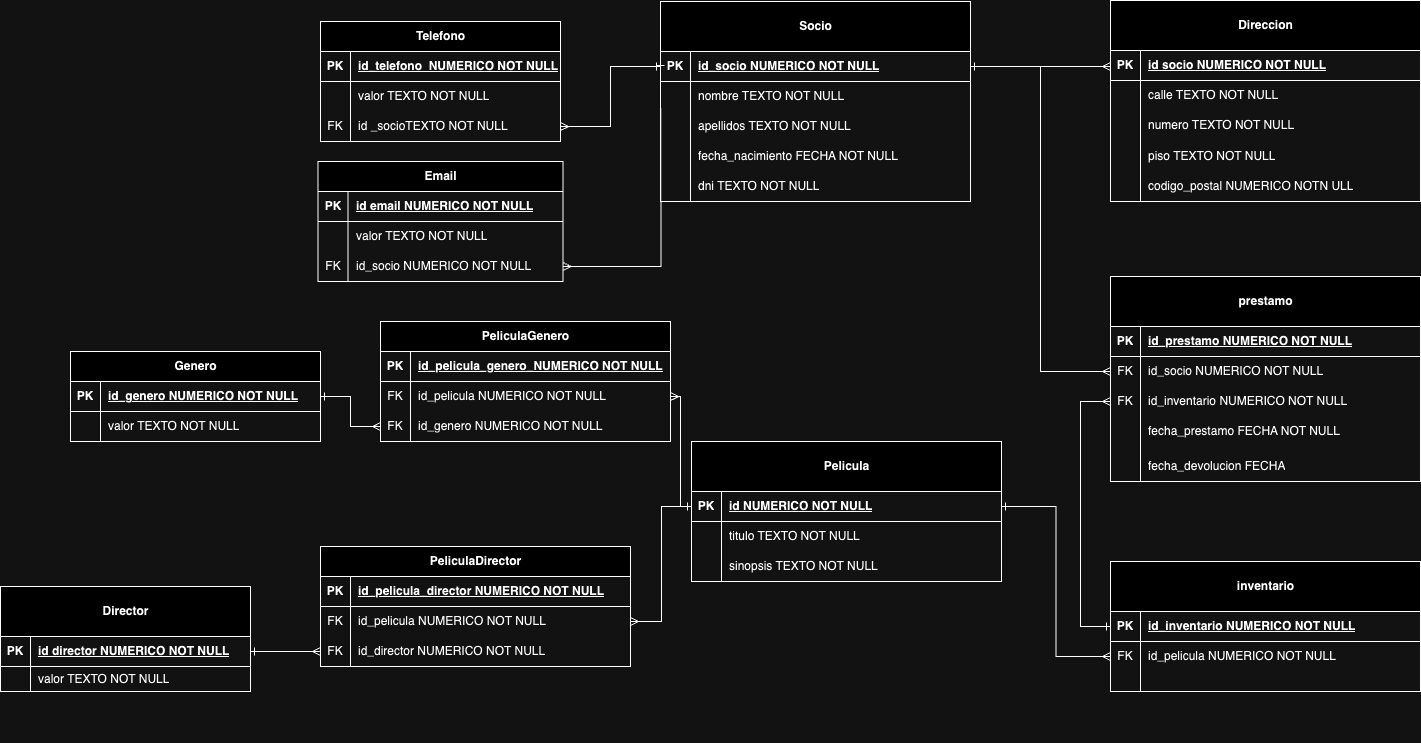 Telefono
PK id_telefono NUMERICO NOT NULL
valor TEXTO NOT NULL
FK id _socioTEXTO NOT NULL
Socio
PK id_socio NUMERICO NOT NULL
nombre TEXTO NOT NULL
apellidos TEXTO NOT NULL
fecha_nacimiento FECHA NOT NULL
dni TEXTO NOT NULL
Direccion
PK id socio NUMERICO NOT NULL
calle TEXTO NOT NULL
numero TEXTO NOT NULL
piso TEXTO NOT NULL
codigo_postal NUMERICO NOTN ULL
Email
PK id email NUMERICO NOT NULL
valor TEXTO NOT NULL
FK id_socio NUMERICO NOT NULL
prestamo
PK id_prestamo NUMERICO NOT NULL
FK id_socio NUMERICO NOT NULL
FK id_inventario NUMERICO NOT NULL
fecha_prestamo FECHA NOT NULL
fecha_devolucion FECHA
PeliculaGenero
PK id_pelicula_genero NUMERICO NOT NULL
FK id_pelicula NUMERICO NOT NULL
FK id_genero NUMERICO NOT NULL
Genero
PK id_genero NUMERICO NOT NULL
valor TEXTO NOT NULL
Pelicula
PK id NUMERICO NOT NULL
titulo TEXTO NOT NULL
sinopsis TEXTO NOT NULL
PeliculaDirector
PK id_pelicula_director NUMERICO NOT NULL
FK id_pelicula NUMERICO NOT NULL
FK id_director NUMERICO NOT NULL
Director
PK id director NUMERICO NOT NULL
valor TEXTO NOT NULL
inventario
PK id_inventario NUMERICO NOT NULL
FK id_pelicula NUMERICO NOT NULL